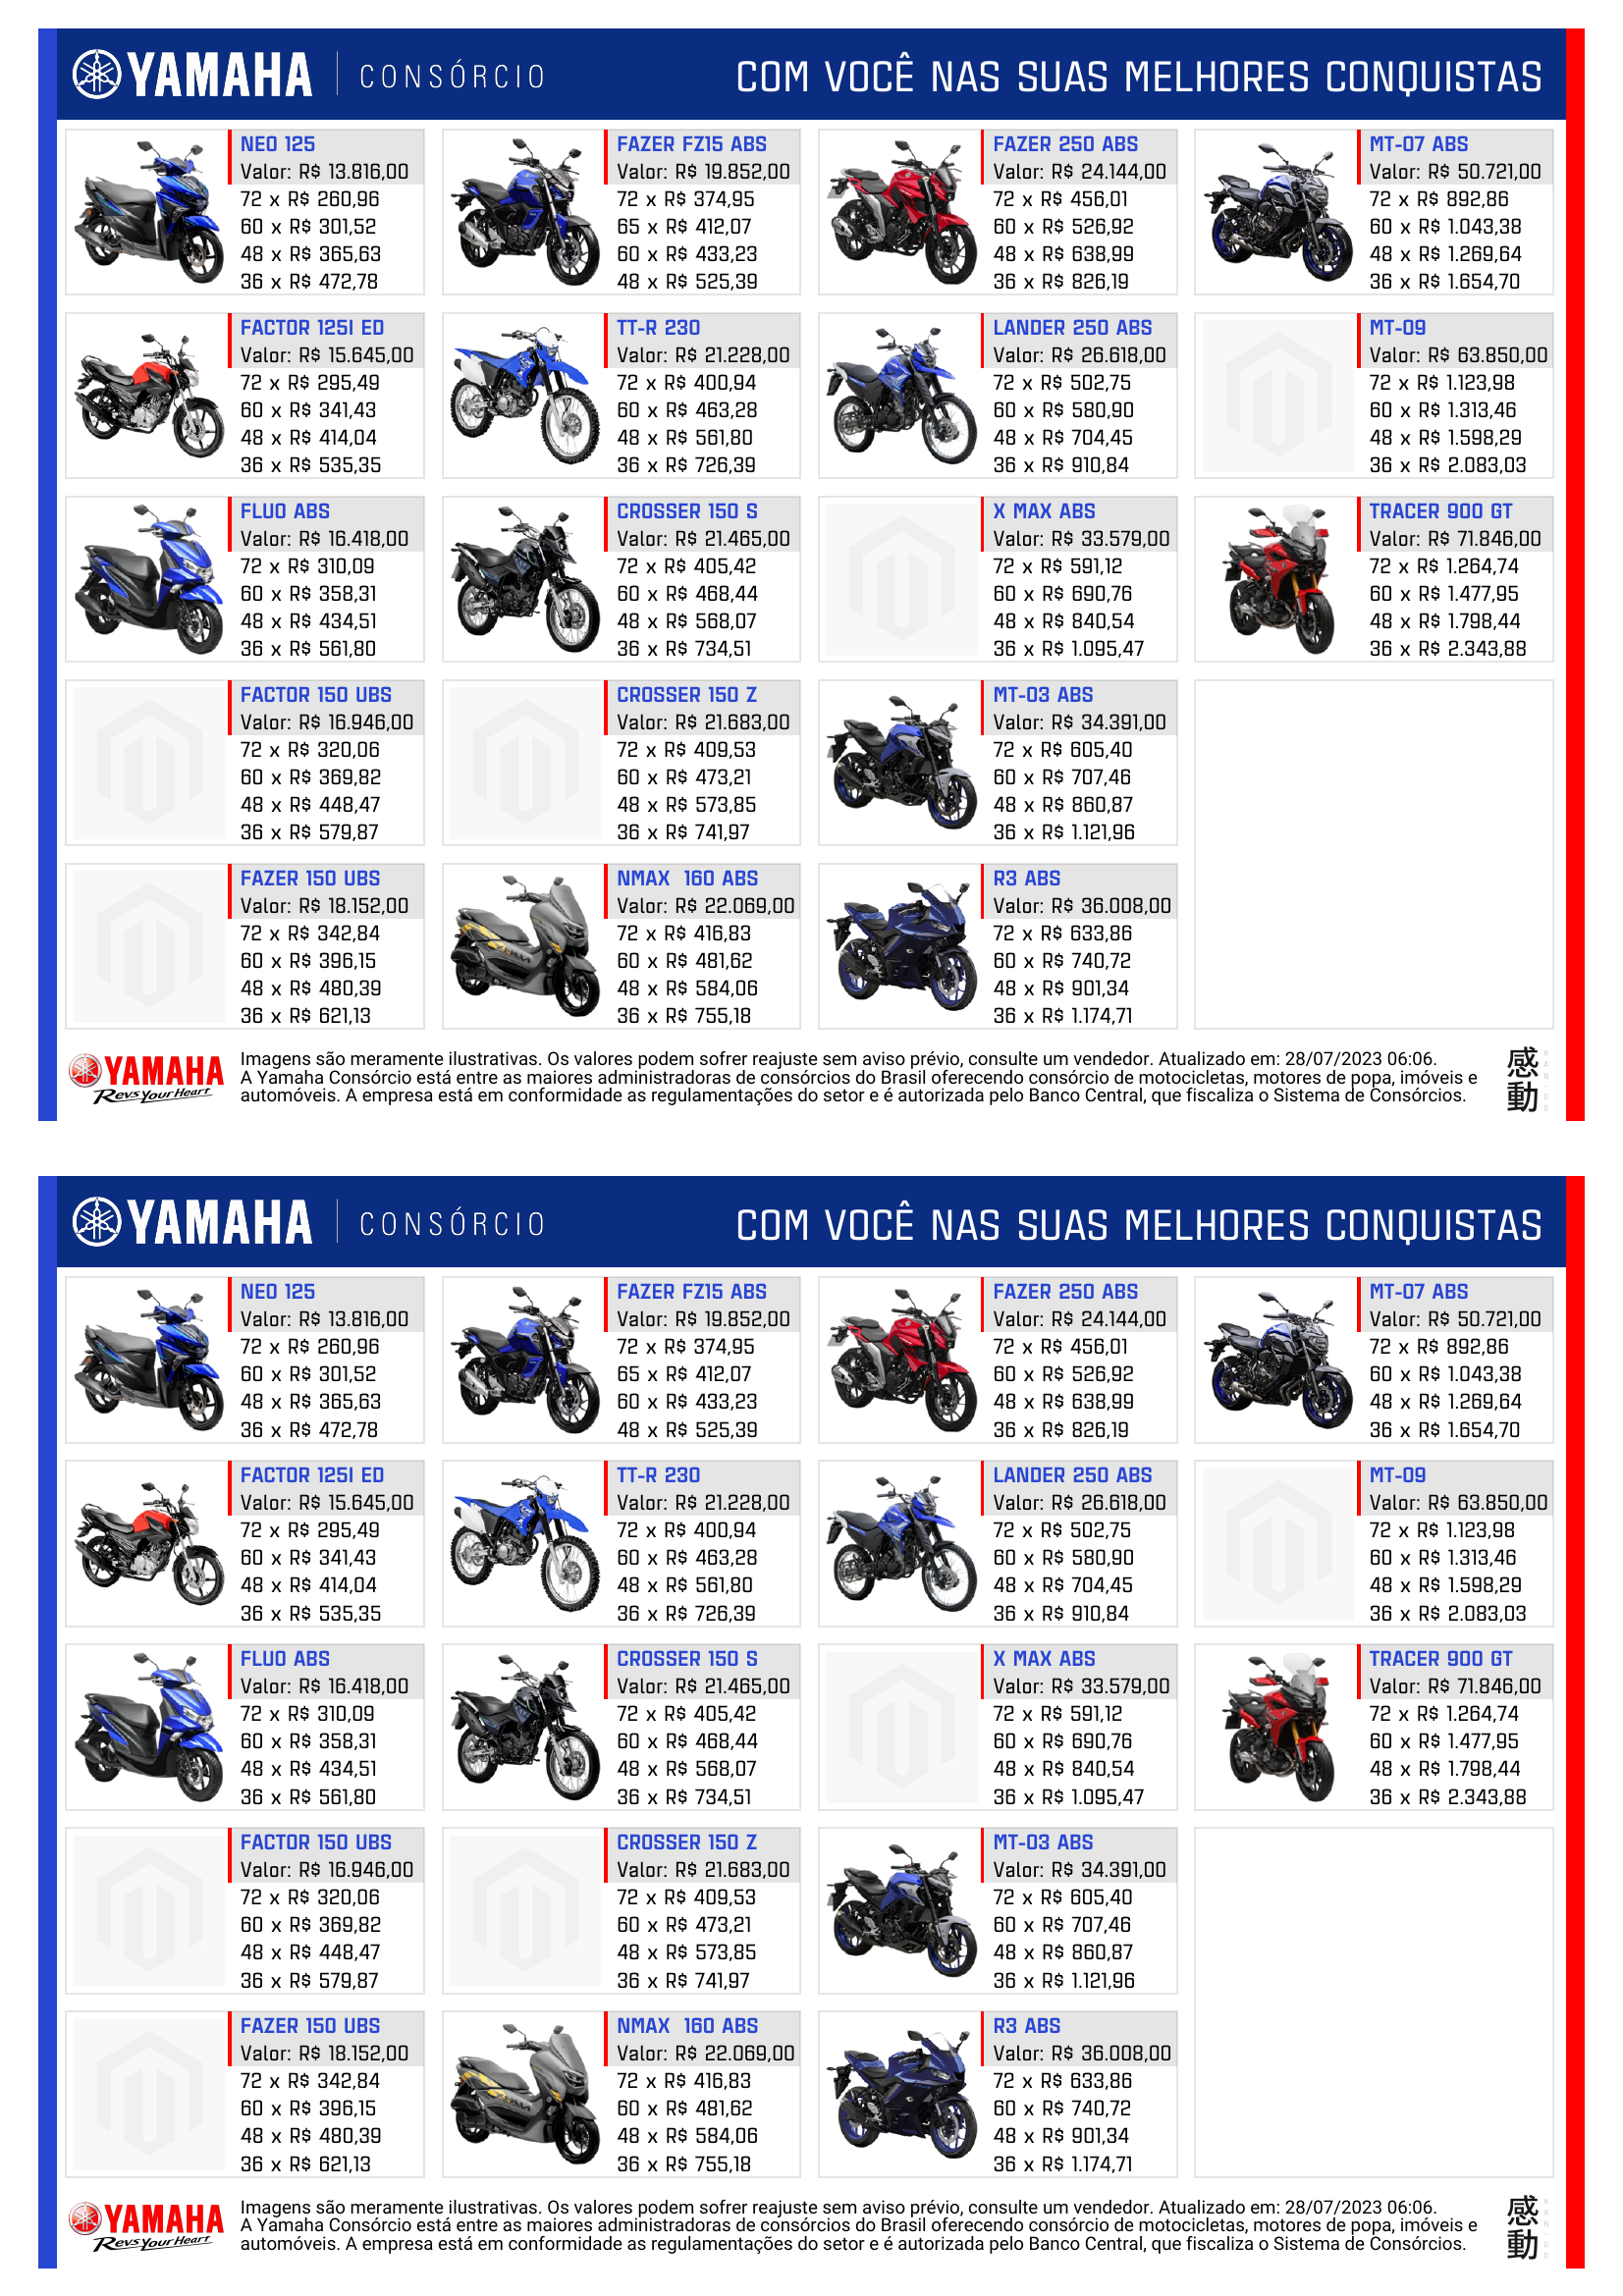 YAMAHA CONSÓRCIO COM VOCÊ NAS SUAS MELHORES CONQUISTAS
NEO 125
Valor: R$ 13.816,00
72 x R$ 260,96
60 x R$ 301,52
48 x R$ 365,63
36 x R$ 472,78
FAZER FZ15 ABS
Valor: R$ 19.852,00
72 x R$ 374,95
65 x R$ 412,07
60 x R$ 433,23
48 x R$ 525,39
FAZER 250 ABS
Valor: R$ 24.144,00
72 x R$ 456,01
60 x R$ 526,92
48 x R$ 638,99
36 x R$ 826,19
MT-07 ABS
Valor: R$ 50.721,00
72 x R$ 892,86
60 x R$ 1.043,38
48 x R$ 1.269,64
36 x R$ 1.654,70
FACTOR 125I ED
Valor: R$ 15.645,00
72 x R$ 295,49
60 x R$ 341,43
48 x R$ 414,04
36 x R$ 535,35
TT-R 230
Valor: R$ 21.228,00
72 x R$ 400,94
60 x R$ 463,28
48 x R$ 561,80
36 x R$ 726,39
LANDER 250 ABS
Valor: R$ 26.618,00
72 x R$ 502,75
60 x R$ 580,90
48 x R$ 704,45
36 x R$ 910,84
MT-09
Valor: R$ 63.850,00
72 x R$ 1.123,98
60 x R$ 1.313,46
48 x R$ 1.598,29
36 x R$ 2.083,03
FLUO ABS
Valor: R$ 16.418,00
72 x R$ 310,09
60 x R$ 358,31
48 x R$ 434,51
36 x R$ 561,80
CROSSER 150 S
Valor: R$ 21.465,00
72 x R$ 405,42
60 x R$ 468,44
48 x R$ 568,07
36 x R$ 734,51
X MAX ABS
Valor: R$ 33.579,00
72 x R$ 591,12
60 x R$ 690,76
48 x R$ 840,54
36 x R$ 1.095,47
TRACER 900 GT
Valor: R$ 71.846,00
72 x R$ 1.264,74
60 x R$ 1.477,95
48 x R$ 1.798,44
36 x R$ 2.343,88
FACTOR 150 UBS
Valor: R$ 16.946,00
72 x R$ 320,06
60 x R$ 369,82
48 x R$ 448,47
36 x R$ 579,87
CROSSER 150 Z
Valor: R$ 21.683,00
72 x R$ 409,53
60 x R$ 473,21
48 x R$ 573,85
36 x R$ 741,97
MT-03 ABS
Valor: R$ 34.391,00
72 x R$ 605,40
60 x R$ 707,46
48 x R$ 860,87
36 x R$ 1.121,96
FAZER 150 UBS
Valor: R$ 18.152,00
72 x R$ 342,84
60 x R$ 396,15
48 x R$ 480,39
36 x R$ 621,13
NMAX 160 ABS
Valor: R$ 22.069,00
72 x R$ 416,83
60 x R$ 481,62
48 x R$ 584,06
36 x R$ 755,18
R3 ABS
Valor: R$ 36.008,00
72 x R$ 633,86
60 x R$ 740,72
48 x R$ 901,34
36 x R$ 1.174,71
YAMAHA
Revs Your Heart
Imagens são meramente ilustrativas. Os valores podem sofrer reajuste sem aviso prévio, consulte um vendedor. Atualizado em: 28/07/2023 06:06.
A Yamaha Consórcio está entre as maiores administradoras de consórcios do Brasil oferecendo consórcio de motocicletas, motores de popa, imóveis e
automóveis. A empresa está em conformidade as regulamentações do setor e é autorizada pelo Banco Central, que fiscaliza o Sistema de Consórcios.
感動
YAMAHA CONSÓRCIO COM VOCÊ NAS SUAS MELHORES CONQUISTAS
NEO 125
Valor: R$ 13.816,00
72 x R$ 260,96
60 x R$ 301,52
48 x R$ 365,63
36 x R$ 472,78
FAZER FZ15 ABS
Valor: R$ 19.852,00
72 x R$ 374,95
65 x R$ 412,07
60 x R$ 433,23
48 x R$ 525,39
FAZER 250 ABS
Valor: R$ 24.144,00
72 x R$ 456,01
60 x R$ 526,92
48 x R$ 638,99
36 x R$ 826,19
MT-07 ABS
Valor: R$ 50.721,00
72 x R$ 892,86
60 x R$ 1.043,38
48 x R$ 1.269,64
36 x R$ 1.654,70
FACTOR 125I ED
Valor: R$ 15.645,00
72 x R$ 295,49
60 x R$ 341,43
48 x R$ 414,04
36 x R$ 535,35
TT-R 230
Valor: R$ 21.228,00
72 x R$ 400,94
60 x R$ 463,28
48 x R$ 561,80
36 x R$ 726,39
LANDER 250 ABS
Valor: R$ 26.618,00
72 x R$ 502,75
60 x R$ 580,90
48 x R$ 704,45
36 x R$ 910,84
MT-09
Valor: R$ 63.850,00
72 x R$ 1.123,98
60 x R$ 1.313,46
48 x R$ 1.598,29
36 x R$ 2.083,03
FLUO ABS
Valor: R$ 16.418,00
72 x R$ 310,09
60 x R$ 358,31
48 x R$ 434,51
36 x R$ 561,80
CROSSER 150 S
Valor: R$ 21.465,00
72 x R$ 405,42
60 x R$ 468,44
48 x R$ 568,07
36 x R$ 734,51
X MAX ABS
Valor: R$ 33.579,00
72 x R$ 591,12
60 x R$ 690,76
48 x R$ 840,54
36 x R$ 1.095,47
TRACER 900 GT
Valor: R$ 71.846,00
72 x R$ 1.264,74
60 x R$ 1.477,95
48 x R$ 1.798,44
36 x R$ 2.343,88
FACTOR 150 UBS
Valor: R$ 16.946,00
72 x R$ 320,06
60 x R$ 369,82
48 x R$ 448,47
36 x R$ 579,87
CROSSER 150 Z
Valor: R$ 21.683,00
72 x R$ 409,53
60 x R$ 473,21
48 x R$ 573,85
36 x R$ 741,97
MT-03 ABS
Valor: R$ 34.391,00
72 x R$ 605,40
60 x R$ 707,46
48 x R$ 860,87
36 x R$ 1.121,96
FAZER 150 UBS
Valor: R$ 18.152,00
72 x R$ 342,84
60 x R$ 396,15
48 x R$ 480,39
36 x R$ 621,13
NMAX 160 ABS
Valor: R$ 22.069,00
72 x R$ 416,83
60 x R$ 481,62
48 x R$ 584,06
36 x R$ 755,18
R3 ABS
Valor: R$ 36.008,00
72 x R$ 633,86
60 x R$ 740,72
48 x R$ 901,34
36 x R$ 1.174,71
YAMAHA
Revs Your Heart
Imagens são meramente ilustrativas. Os valores podem sofrer reajuste sem aviso prévio, consulte um vendedor. Atualizado em: 28/07/2023 06:06.
A Yamaha Consórcio está entre as maiores administradoras de consórcios do Brasil oferecendo consórcio de motocicletas, motores de popa, imóveis e
automóveis. A empresa está em conformidade as regulamentações do setor e é autorizada pelo Banco Central, que fiscaliza o Sistema de Consórcios.
感動